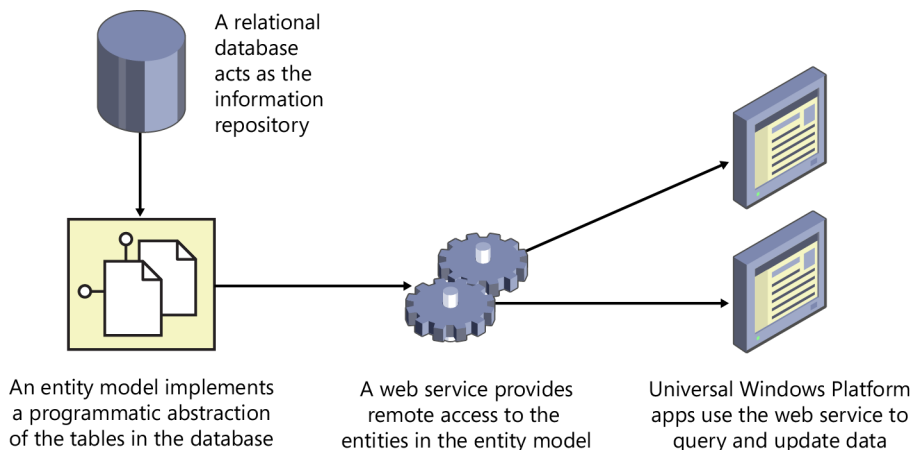 A relational
database
acts as the
information
repository
An entity model implements
a programmatic abstraction
of the tables in the database
A web service provides
remote access to the
entities in the entity model
Universal Windows Platform
apps use the web service to
query and update data